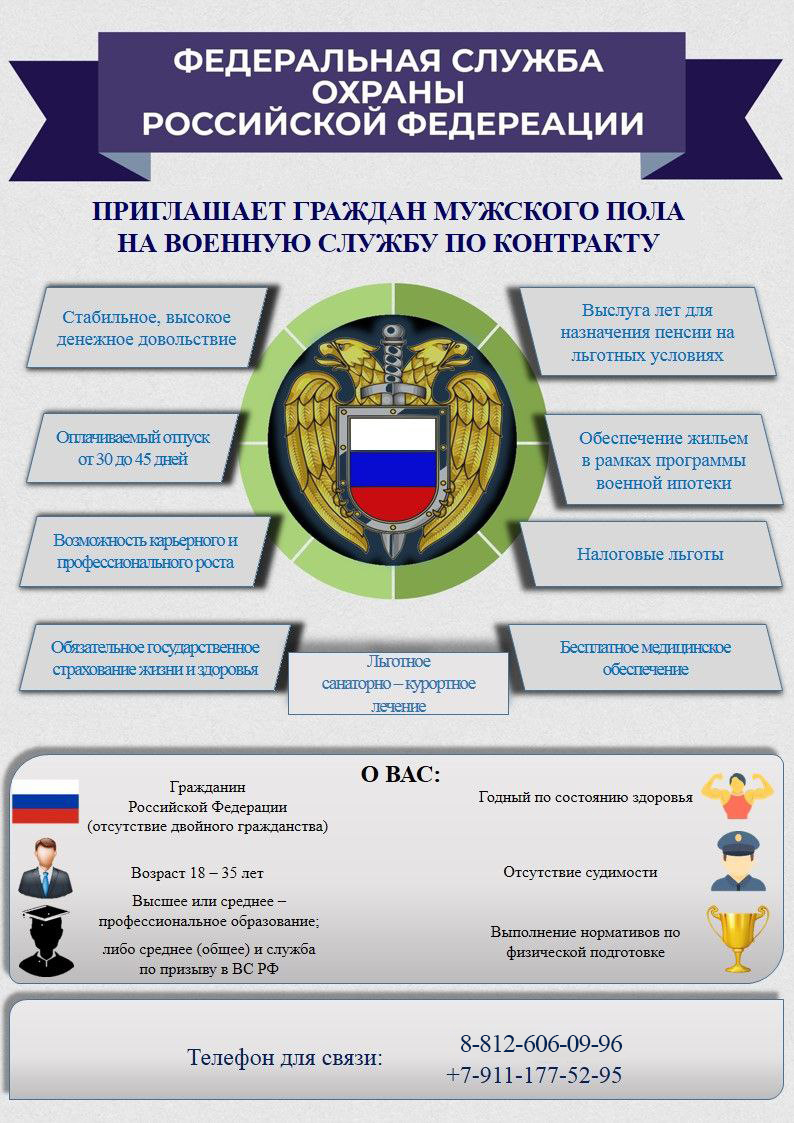 ФЕДЕРАЛЬНАЯ СЛУЖБА
ОХРАНЫ
РОССИЙСКОЙ ФЕДЕРЕАЦИИ
ПРИГЛАШАЕТ ГРАЖДАН МУЖСКОГО ПОЛА
НА ВОЕННУЮ СЛУЖБУ ПО КОНТРАКТУ
Стабильное, высокое
денежное довольствие
Выслуга лет для
назначения пенсии на
льготных условиях
Оплачиваемый отпуск
от 30 до 45 дней
Обеспечение жильем
в рамках программы
военной ипотеки
Возможность карьерного и
профессионального роста
Налоговые льготы
Обязательное государственное
страхование жизни и здоровья
Льготное
санаторно – курортное
лечение
Бесплатное медицинское
обеспечение
О ВАС:
Гражданин
Российской Федерации
(отсутствие двойного гражданства)
Возраст 18 – 35 лет
Высшее или среднее –
профессиональное образование;
либо среднее (общее) и служба
по призыву в ВС РФ
Годный по состоянию здоровья
Отсутствие судимости
Выполнение нормативов по
физической подготовке
Телефон для связи:
8-812-606-09-96
+7-911-177-52-95